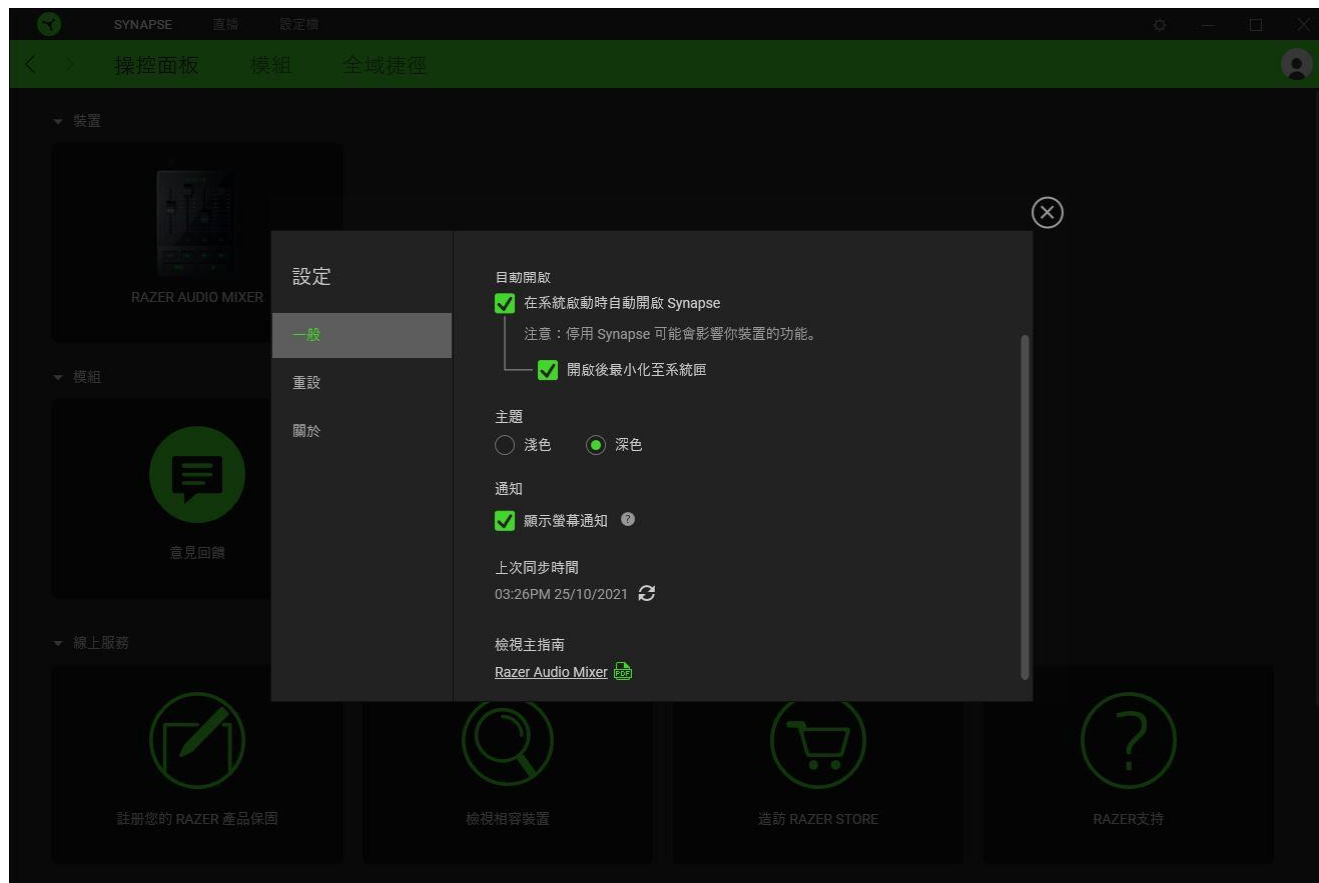 SYNAPSE 直播 設定檔
操控面板 模組 全域捷徑
裝置
RAZER AUDIO MIXER
設定
一般
重設
關於
自動開啟
在系統啟動時自動開啟 Synapse
注意：停用 Synapse 可能會影響你裝置的功能。
開啟後最小化至系統匣
主題
淺色 深色
通知
顯示螢幕通知 ?
上次同步時間
03:26PM 25/10/2021
檢視主指南
Razer Audio Mixer PDF
模組
意見回饋
線上服務
註册您的 RAZER 產品保固
檢視相容裝置
造訪 RAZER STORE
RAZER支持